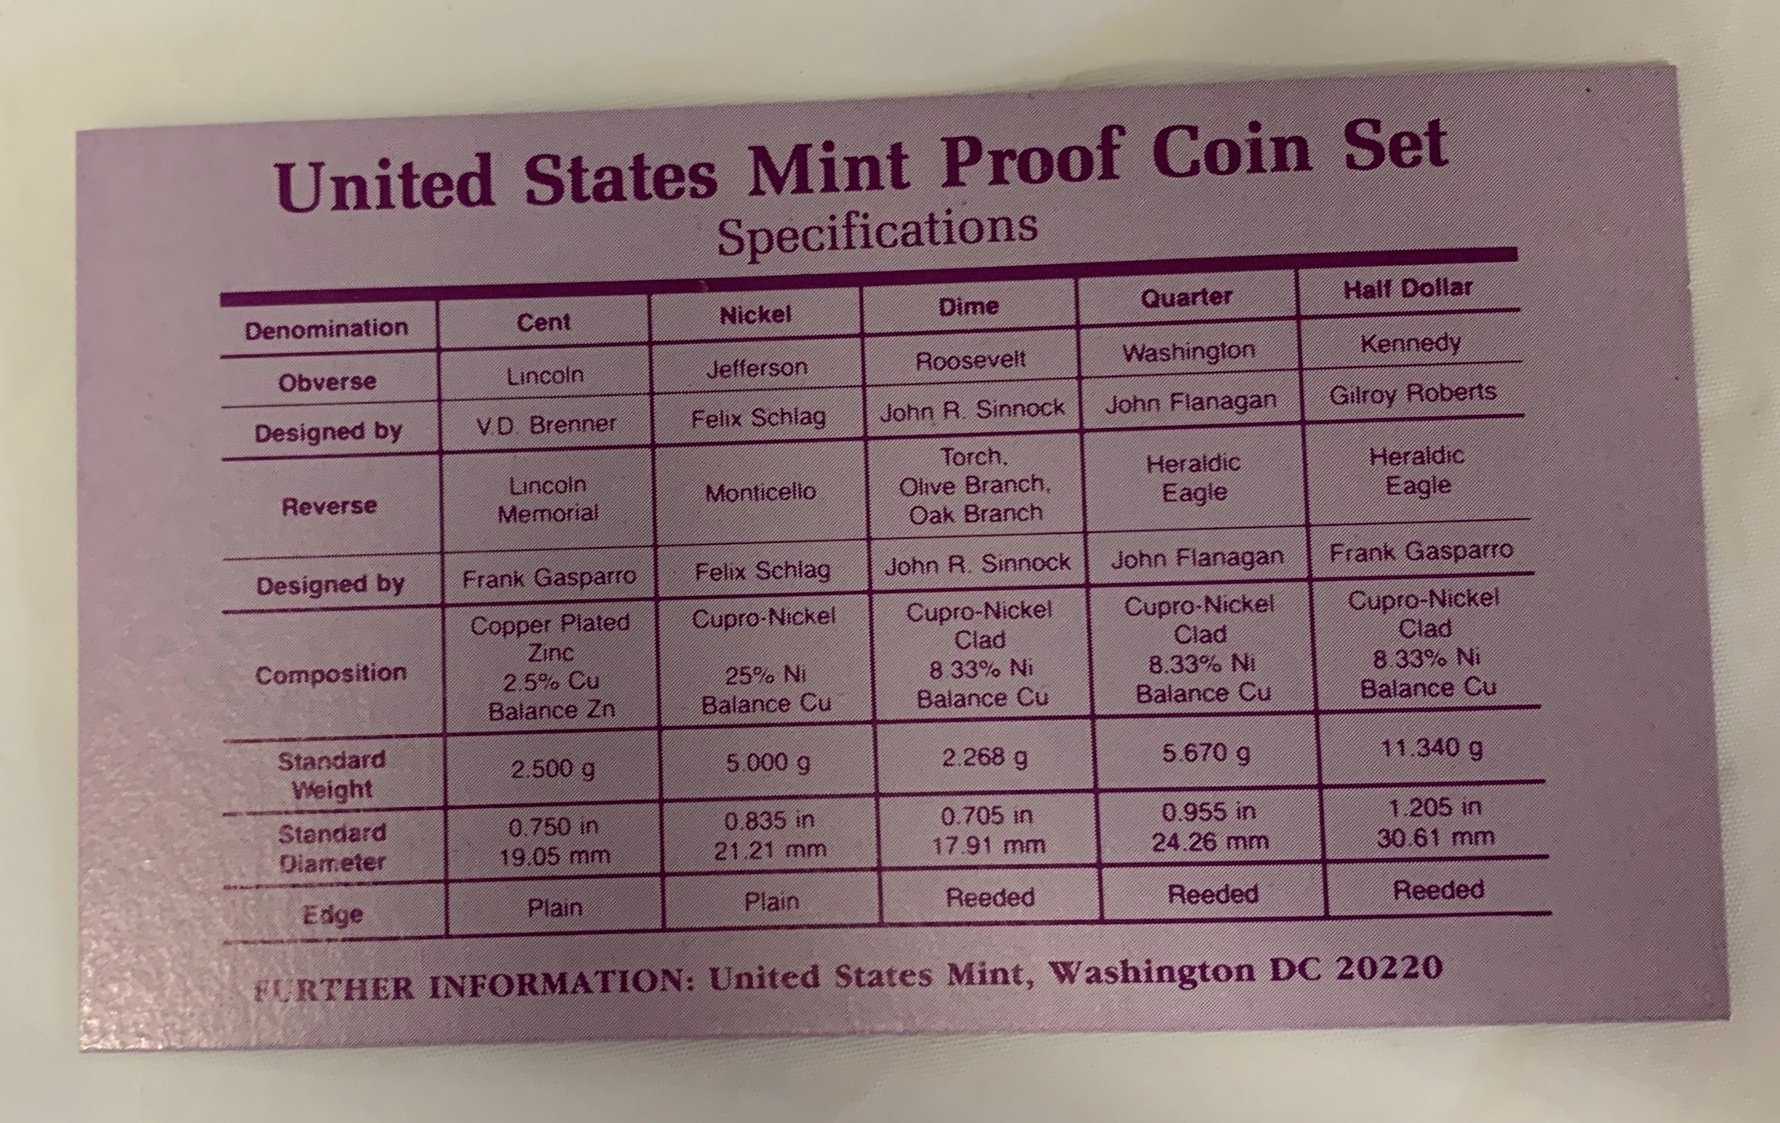 United States Mint Proof Coin Set
Specifications
Denomination Cent Nickel Dime Quarter Half Dollar
Obverse Lincoln Jefferson Roosevelt Washington Kennedy
Designed by V.D. Brenner Felix Schlag John R. Sinnock John Flanagan Gilroy Roberts
Reverse
Lincoln
Memorial
Monticello
Torch,
Olive Branch,
Oak Branch
Heraldic
Eagle
Heraldic
Eagle
Designed by Frank Gasparro Felix Schlag John R. Sinnock John Flanagan Frank Gasparro
Composition
Copper Plated
Zinc
2.5% Cu
Balance Zn
Cupro-Nickel
25% Ni
Balance Cu
Cupro-Nickel
Clad
8.33% Ni
Balance Cu
Cupro-Nickel
Clad
8.33% Ni
Balance Cu
Cupro-Nickel
Clad
8.33% Ni
Balance Cu
Standard
Weight
2.500 g 5.000 g 2.268 g 5.670 g 11.340 g
Standard
Diameter
0.750 in
19.05 mm
0.835 in
21.21 mm
0.705 in
17.91 mm
0.955 in
24.26 mm
1.205 in
30.61 mm
Edge Plain Plain Reeded Reeded Reeded
FURTHER INFORMATION: United States Mint, Washington DC 20220